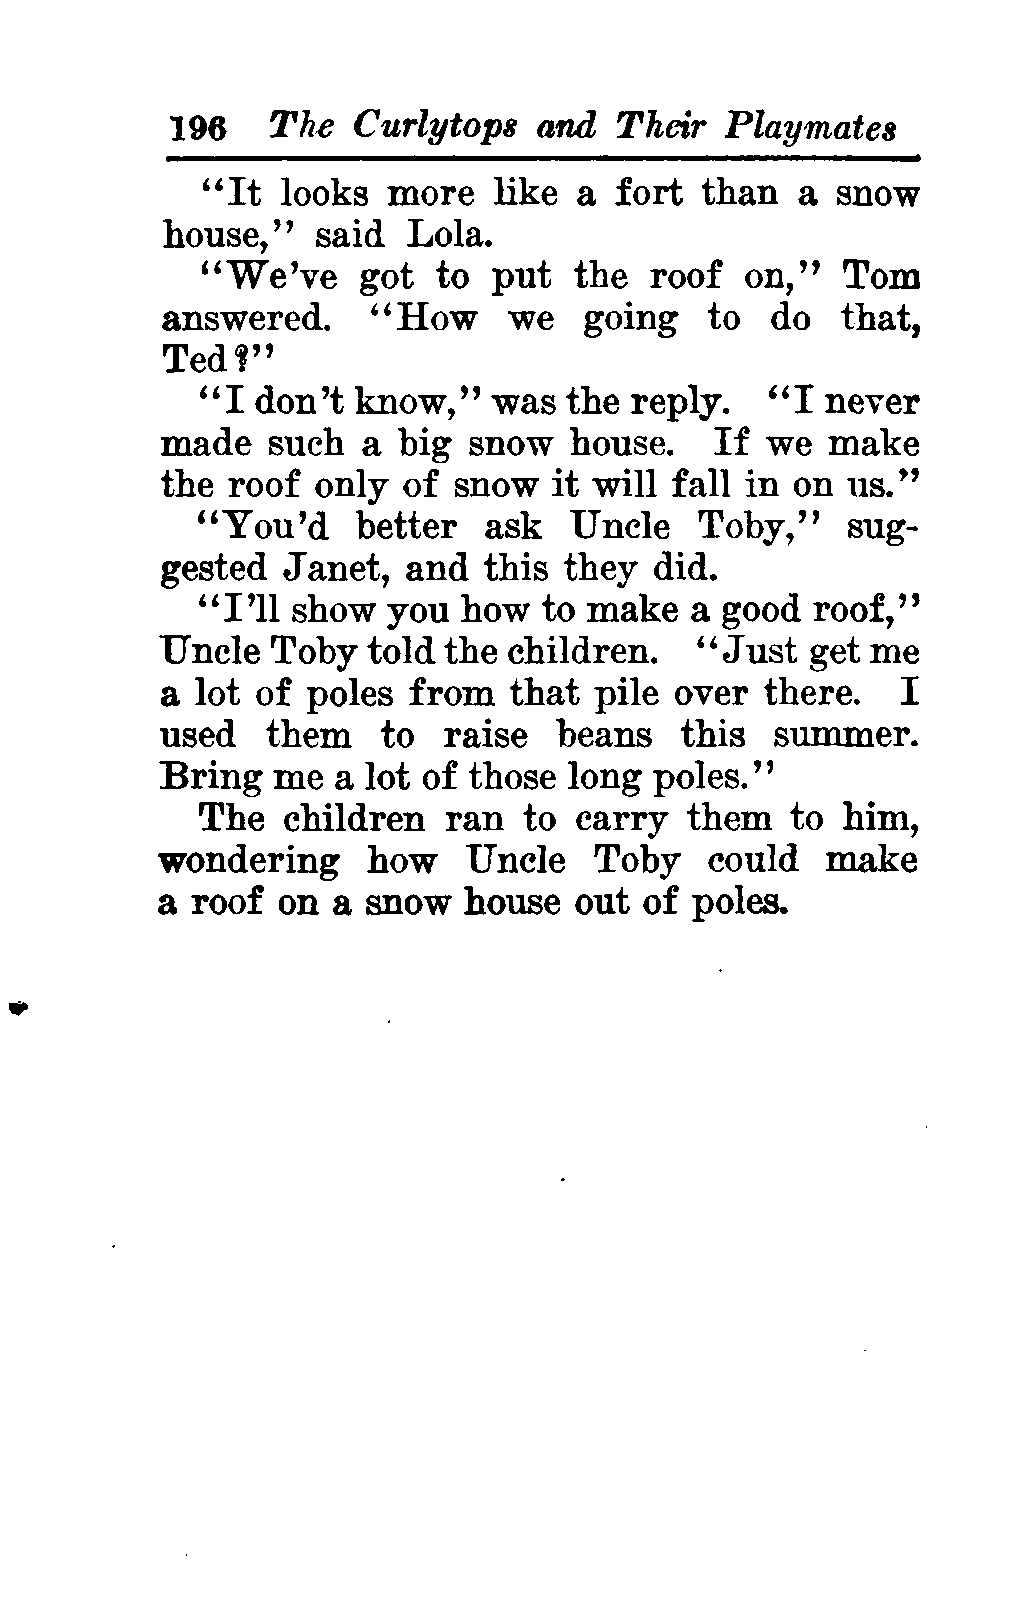 196 The Curlytops and Their Playmates
“It looks more like a fort than a snow
house,” said Lola.
“We’ve got to put the roof on,” Tom
answered. “How we going to do that,
Ted?”
“I don’t know,” was the reply. “I never
made such a big snow house. If we make
the roof only of snow it will fall in on us.”
“You’d better ask Uncle Toby,” sug-
gested Janet, and this they did.
“I’ll show you how to make a good roof,”
Uncle Toby told the children. “Just get me
a lot of poles from that pile over there. I
used them to raise beans this summer.
Bring me a lot of those long poles.”
The children ran to carry them to him,
wondering how Uncle Toby could make
a roof on a snow house out of poles.